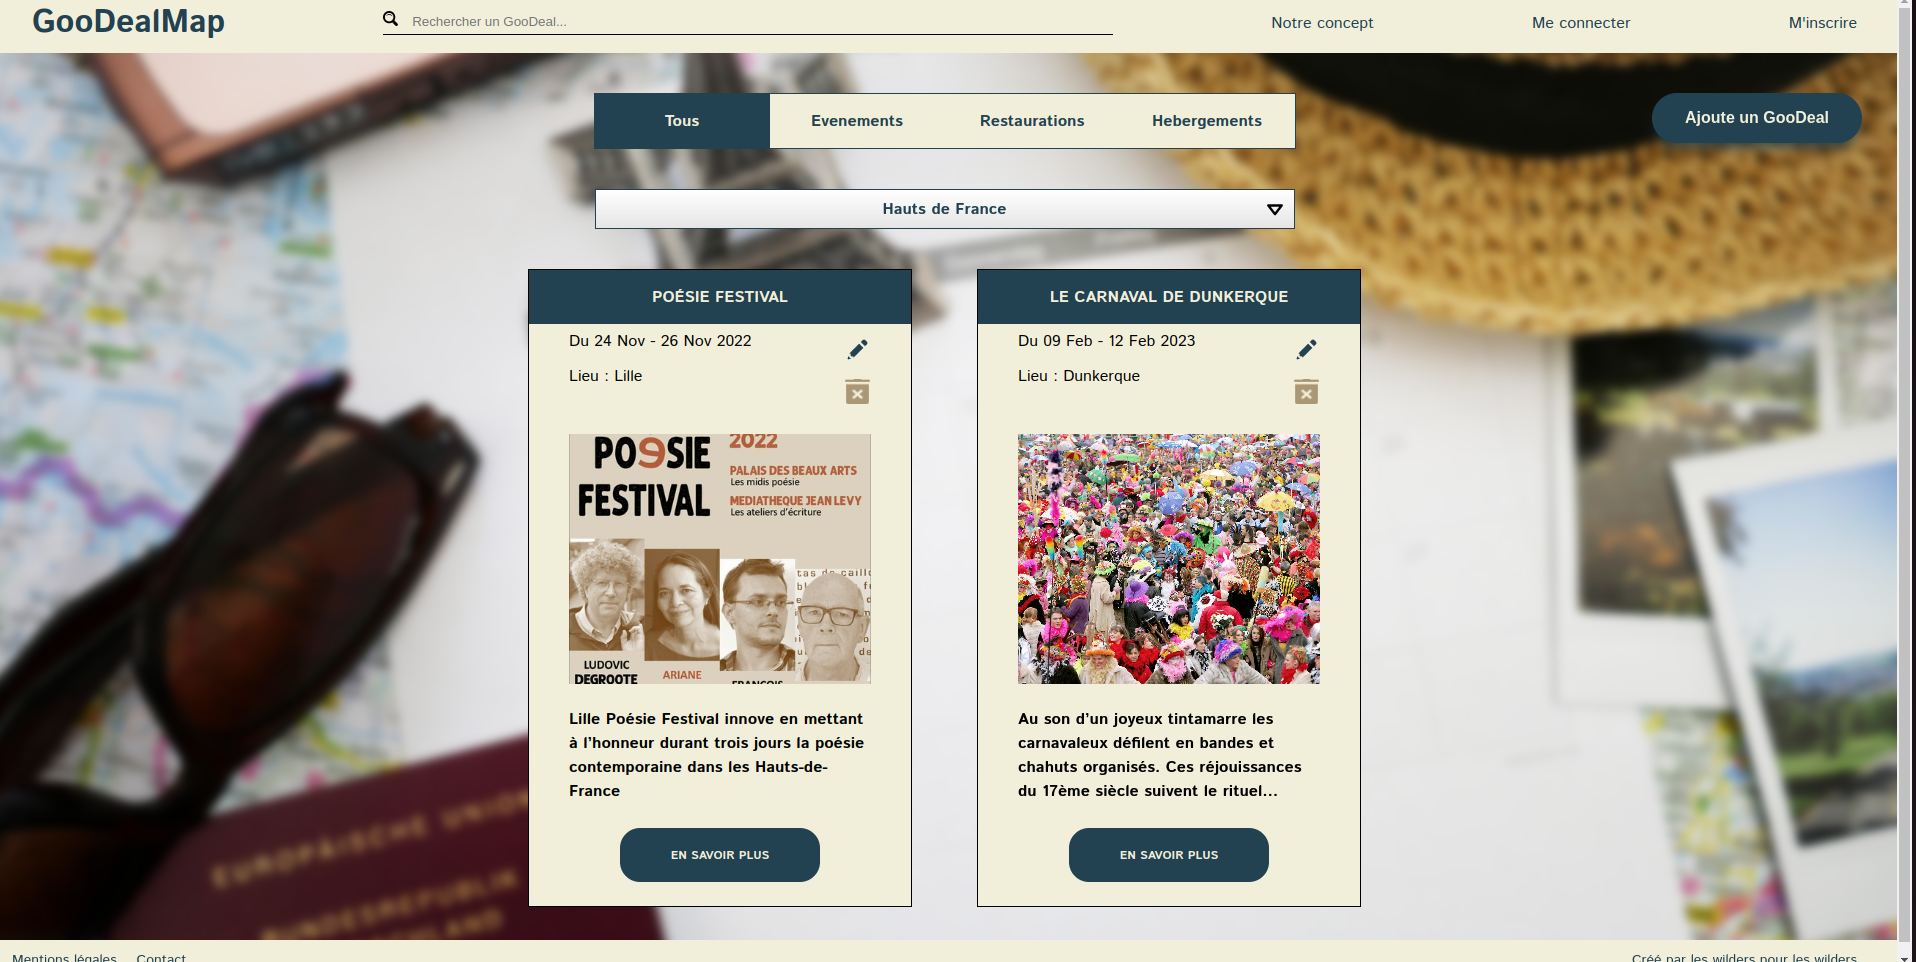 GooDealMap
Rechercher un GooDeal...
Notre concept
Me connecter
M'inscrire
Tous
Evenements
Restaurations
Hebergements
Ajoute un GooDeal
Hauts de France
POÉSIE FESTIVAL
Du 24 Nov - 26 Nov 2022
Lieu : Lille
POESIE
FESTIVAL
2022
PALAIS DES BEAUX ARTS
Les midis poésie
MEDIATHEQUE JEAN LEVY
Les ateliers d'écriture
LUDOVIC
DEGROOTE
ARIANE
FRANÇOIS
Lille Poésie Festival innove en mettant
à l’honneur durant trois jours la poésie
contemporaine dans les Hauts-de-
France
EN SAVOIR PLUS
LE CARNAVAL DE DUNKERQUE
Du 09 Feb - 12 Feb 2023
Lieu : Dunkerque
Au son d’un joyeux tintamarre les
carnavaleux défilent en bandes et
chahuts organisés. Ces réjouissances
du 17ème siècle suivent le rituel...
EN SAVOIR PLUS
EUROPÄISCHE UNION
BUNDESREPUBLIK
Mentions légales
Contact
Créé par les wilders pour les wilders